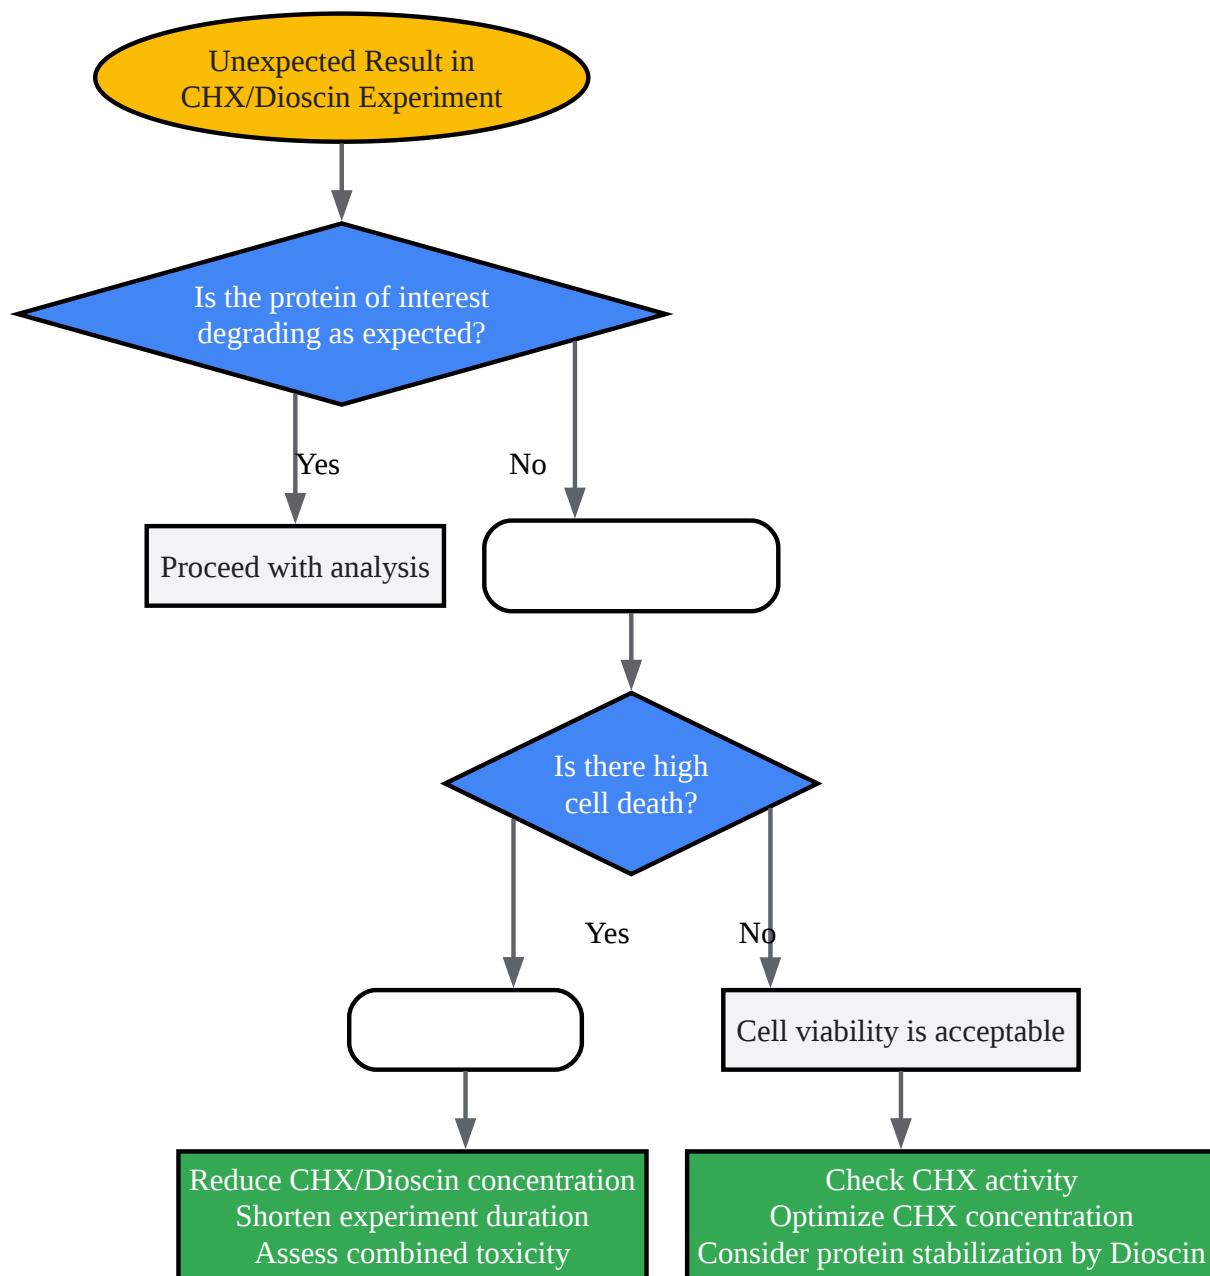 Unexpected Result in
CHX/Dioscin Experiment
Is the protein of interest
degrading as expected?
Yes
No
Proceed with analysis
Is there high
cell death?
Yes
No
Cell viability is acceptable
Reduce CHX/Dioscin concentration
Shorten experiment duration
Assess combined toxicity
Check CHX activity
Optimize CHX concentration
Consider protein stabilization by Dioscin